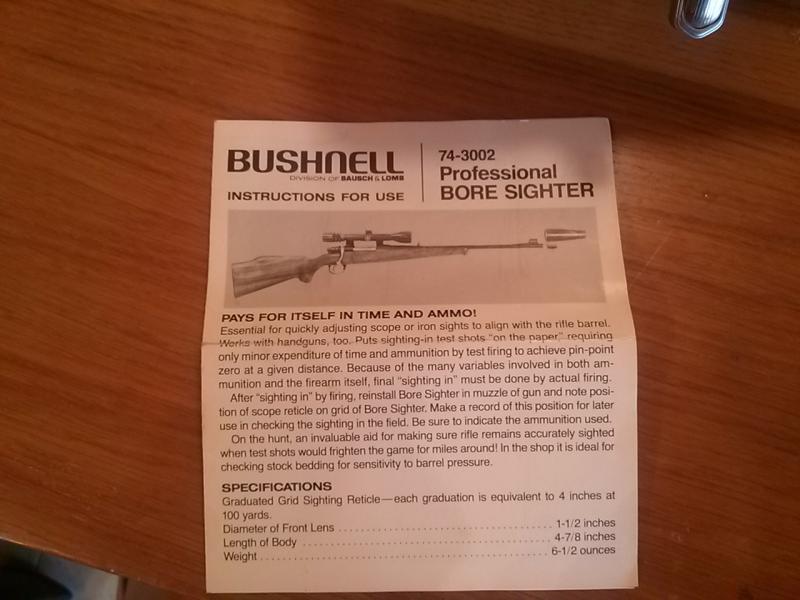 BUSHNELL
DIVISION OF BAUSCH & LOMB
INSTRUCTIONS FOR USE
74-3002
Professional
BORE SIGHTER
PAYS FOR ITSELF IN TIME AND AMMO!
Essential for quickly adjusting scope or iron sights to align with the rifle barrel.
Works with handguns, too. Puts sighting-in test shots "on the paper," requiring
only minor expenditure of time and ammunition by test firing to achieve pin-point
zero at a given distance. Because of the many variables involved in both am-
munition and the firearm itself, final "sighting in" must be done by actual firing.
After "sighting in" by firing, reinstall Bore Sighter in muzzle of gun and note posi-
tion of scope reticle on grid of Bore Sighter. Make a record of this position for later
use in checking the sighting in the field. Be sure to indicate the ammunition used.
On the hunt, an invaluable aid for making sure rifle remains accurately sighted
when test shots would frighten the game for miles around! In the shop it is ideal for
checking stock bedding for sensitivity to barrel pressure.
SPECIFICATIONS
Graduated Grid Sighting Reticle—each graduation is equivalent to 4 inches at
100 yards.
Diameter of Front Lens . . . . . . . . . . . . . . . . . . . . . . . . . . . . . . 1-1/2 inches
Length of Body . . . . . . . . . . . . . . . . . . . . . . . . . . . . . . . . . . . . 4-7/8 inches
Weight . . . . . . . . . . . . . . . . . . . . . . . . . . . . . . . . . . . . . . . . . . 6-1/2 ounces